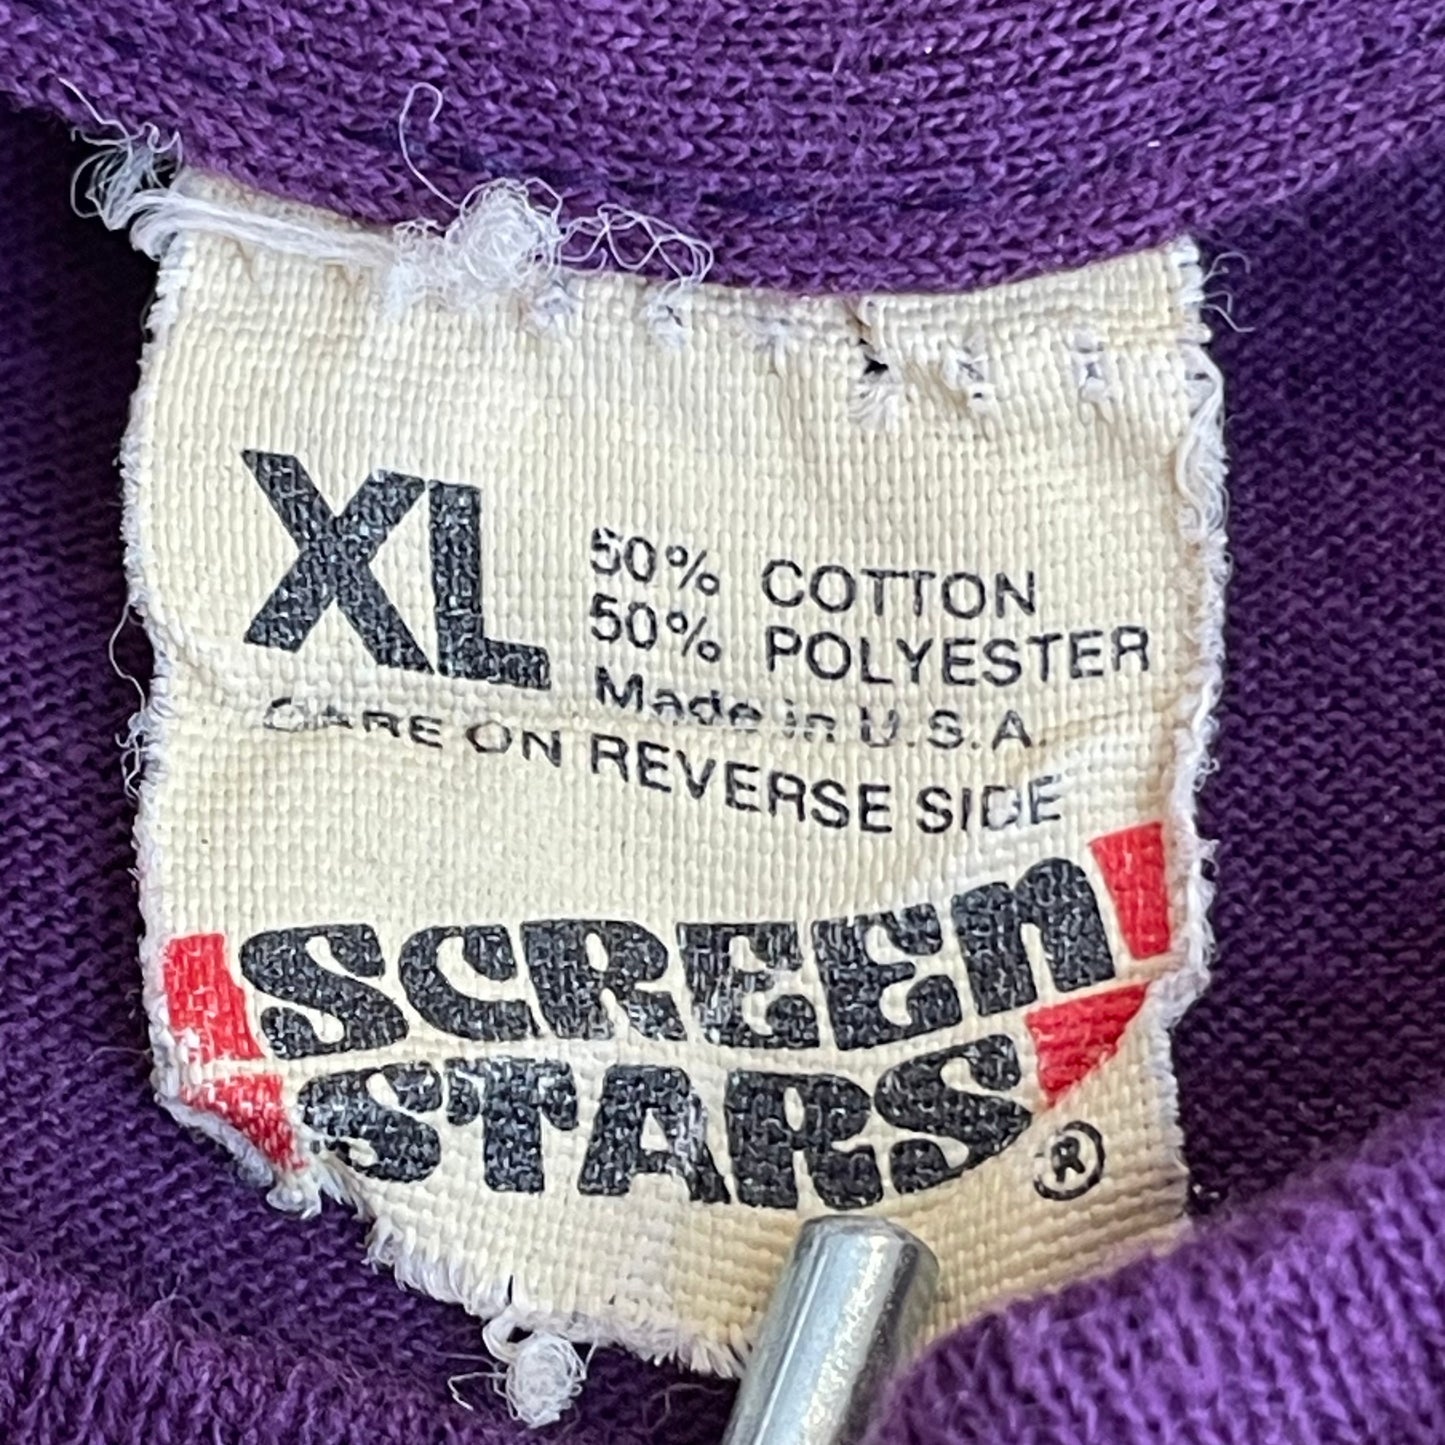 XL
50% COTTON
50% POLYESTER
Made in U.S.A.
CARE ON REVERSE SIDE
SCREEN
STARS ®